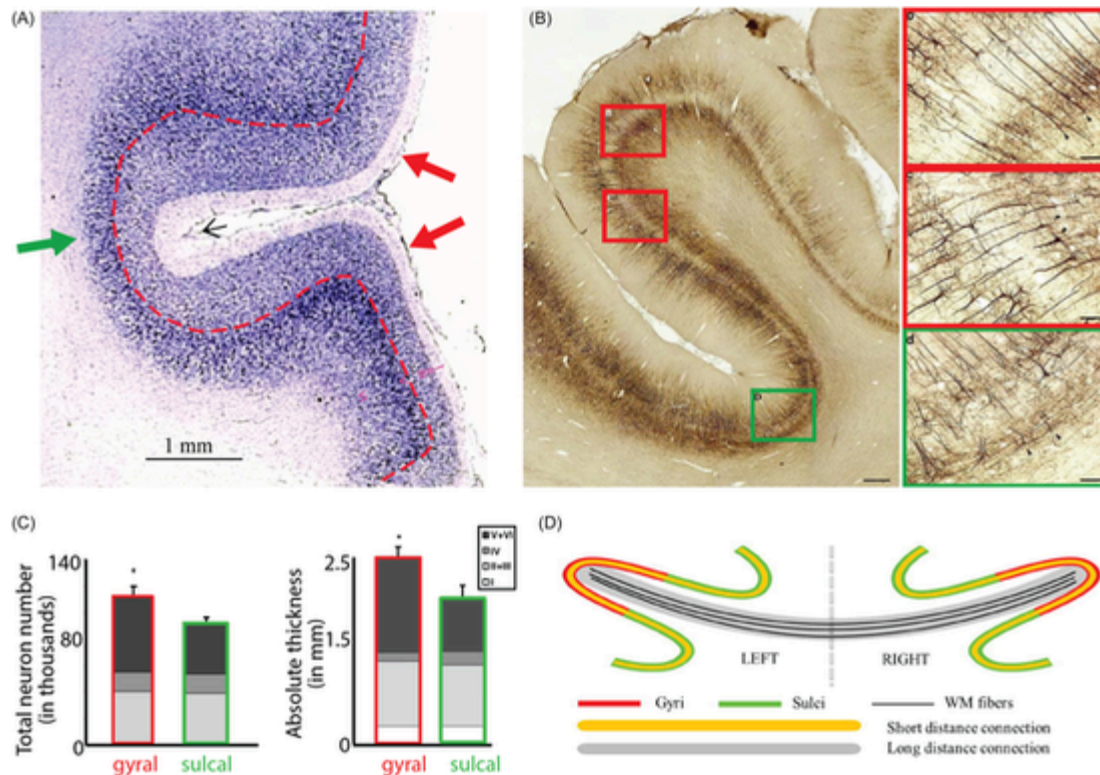 (A)
1 mm
(B)
d
(C)
Total neuron number
(in thousands)
140
80
0
gyral
sulcal
*
Absolute thickness
(in mm)
2.5
1.5
0
gyral
sulcal
*
V+VI
IV
II+III
I
(D)
LEFT
RIGHT
Gyri
Sulci
WM fibers
Short distance connection
Long distance connection